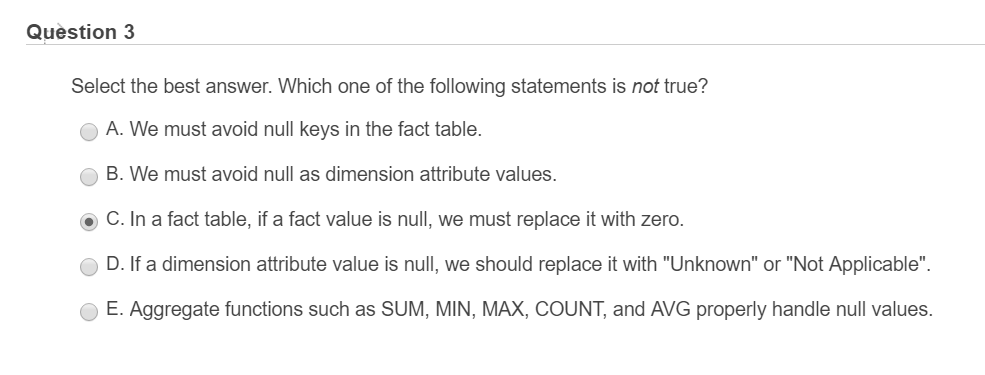 Question 3
Select the best answer. Which one of the following statements is not true?
A. We must avoid null keys in the fact table.
B. We must avoid null as dimension attribute values.
C. In a fact table, if a fact value is null, we must replace it with zero.
D. If a dimension attribute value is null, we should replace it with "Unknown" or "Not Applicable".
E. Aggregate functions such as SUM, MIN, MAX, COUNT, and AVG properly handle null values.